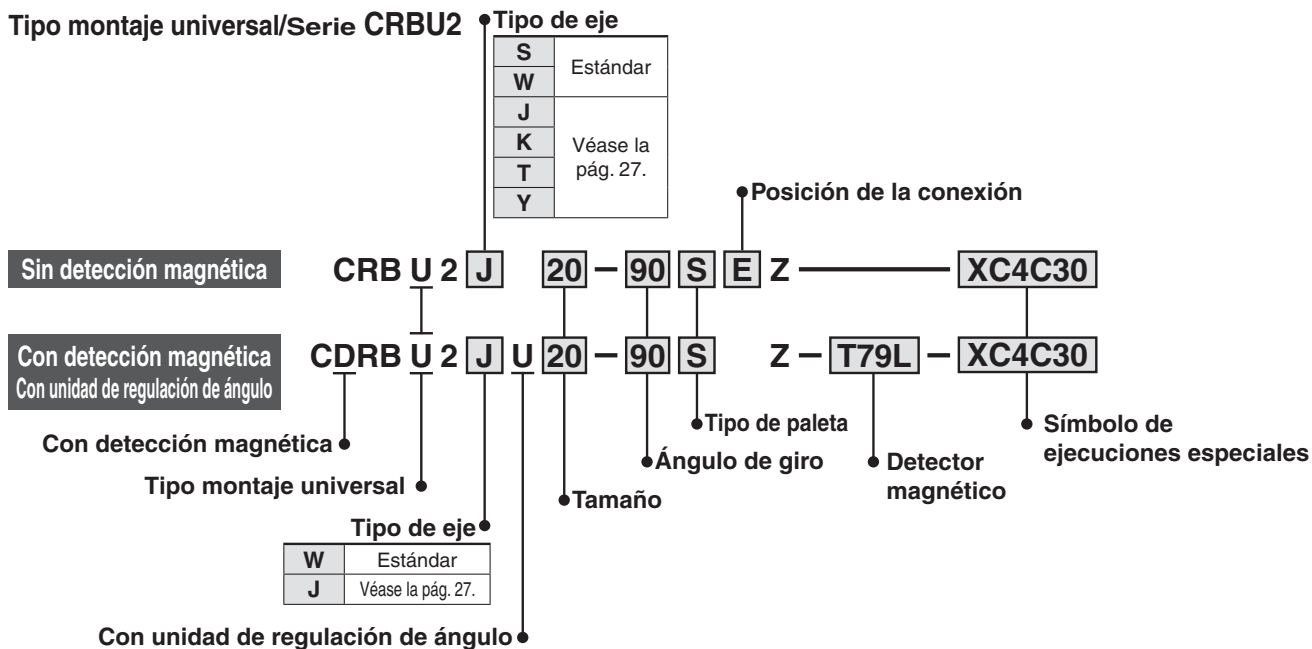 Tipo montaje universal/Serie CRBU2
Tipo de eje
S
W
Estándar
J
K
T
Y
Véase la
pág. 27.
Posición de la conexión
Sin detección magnética
CRB U 2 J 20 – 90 S E Z – XC4C30
Con detección magnética
Con unidad de regulación de ángulo
CDRB U 2 J U 20 – 90 S Z – T79L – XC4C30
Con detección magnética
Tipo montaje universal
Tipo de eje
W Estándar
J Véase la pág. 27.
Con unidad de regulación de ángulo
Tamaño
Ángulo de giro
Tipo de paleta
Detector
magnético
Símbolo de
ejecuciones especiales